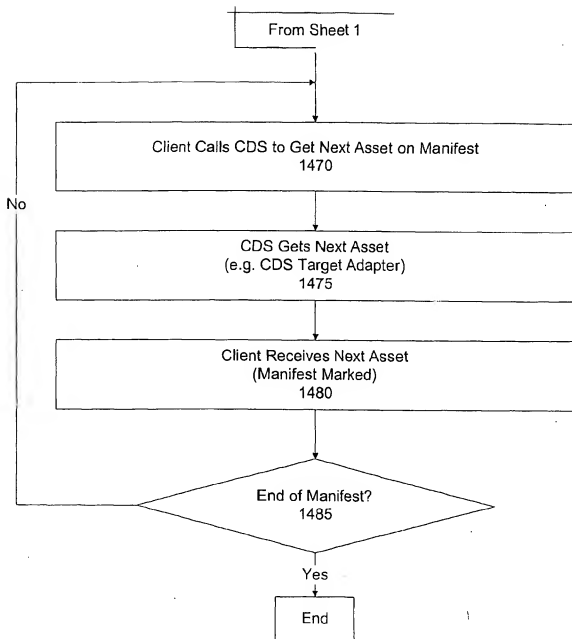 From Sheet 1
Client Calls CDS to Get Next Asset on Manifest
1470
No
CDS Gets Next Asset
(e.g. CDS Target Adapter)
1475
Client Receives Next Asset
(Manifest Marked)
1480
End of Manifest?
1485
Yes
End